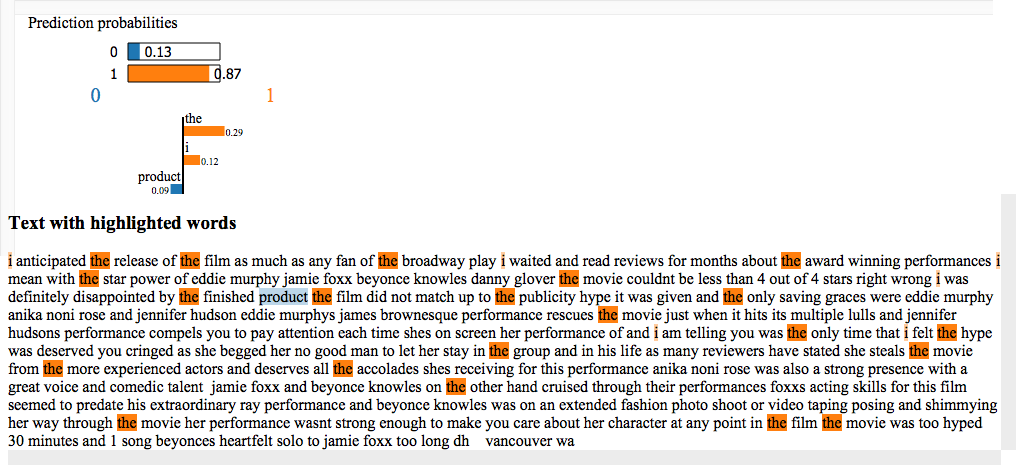 Prediction probabilities
0 0.13
1 0.87
0 1
the
0.29
i
0.12
product
0.09
Text with highlighted words
i anticipated the release of the film as much as any fan of the broadway play i waited and read reviews for months about the award winning performances i
mean with the star power of eddie murphy jamie foxx beyonce knowles danny glover the movie couldnt be less than 4 out of 4 stars right wrong i was
definitely disappointed by the finished product the film did not match up to the publicity hype it was given and the only saving graces were eddie murphy
anika noni rose and jennifer hudson eddie murphys james brownesque performance rescues the movie just when it hits its multiple lulls and jennifer
hudsons performance compels you to pay attention each time shes on screen her performance of and i am telling you was the only time that i felt the hype
was deserved you cringed as she begged her no good man to let her stay in the group and in his life as many reviewers have stated she steals the movie
from the more experienced actors and deserves all the accolades shes receiving for this performance anika noni rose was also a strong presence with a
great voice and comedic talent jamie foxx and beyonce knowles on the other hand cruised through their performances foxxs acting skills for this film
seemed to predate his extraordinary ray performance and beyonce knowles was on an extended fashion photo shoot or video taping posing and shimmying
her way through the movie her performance wasnt strong enough to make you care about her character at any point in the film the movie was too hyped
30 minutes and 1 song beyonces heartfelt solo to jamie foxx too long dh vancouver wa